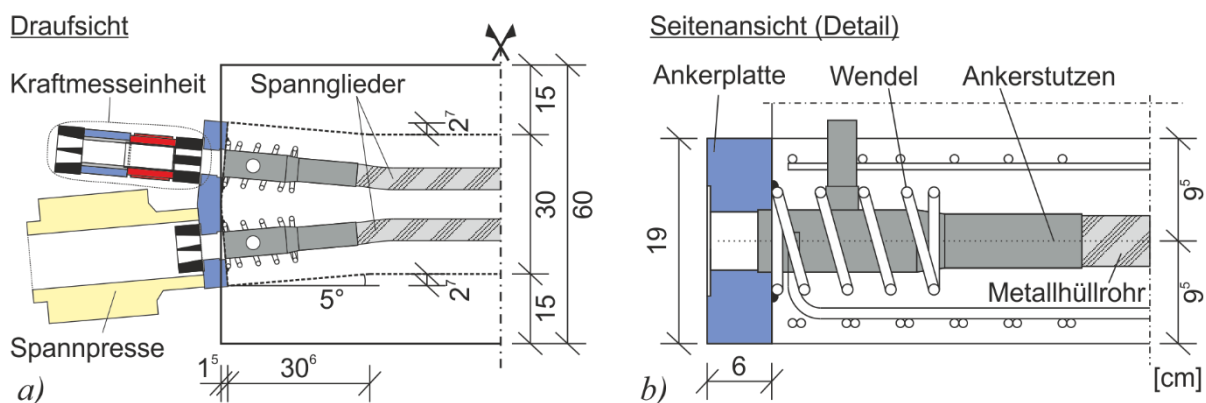 Draufsicht
Kraftmesseinheit
Spannglieder
2⁷
15
30
60
5°
2⁷
15
Spannpresse
1⁵
30⁶
a)
Seitenansicht (Detail)
Ankerplatte
Wendel
Ankerstutzen
19
9⁵
9⁵
Metallhüllrohr
6
b)
[cm]